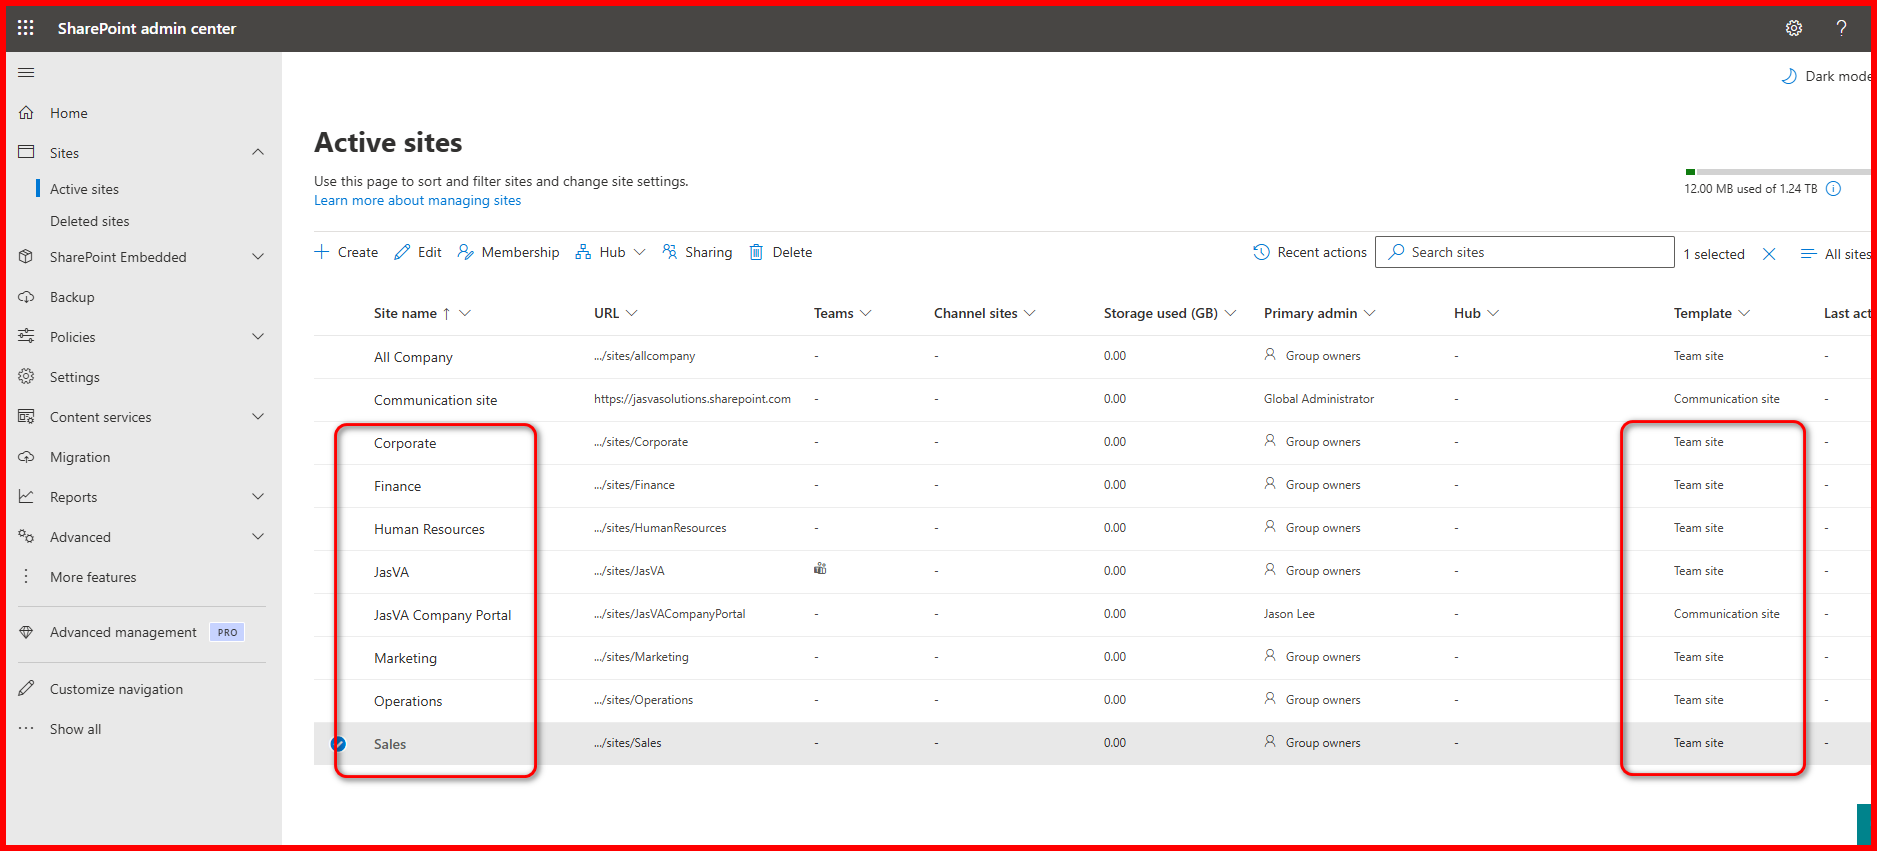 SharePoint admin center
?
Dark mode
Home
Sites
Active sites
Deleted sites
SharePoint Embedded
Backup
Policies
Settings
Content services
Migration
Reports
Advanced
More features
Advanced management PRO
Customize navigation
Show all
Active sites
Use this page to sort and filter sites and change site settings.
Learn more about managing sites
12.00 MB used of 1.24 TB
Create Edit Membership Hub Sharing Delete Recent actions Search sites 1 selected All sites
Site name ↑ URL Teams Channel sites Storage used (GB) Primary admin Hub Template Last act
All Company .../sites/allcompany - - 0.00 Group owners - Team site -
Communication site https://jasvasolutions.sharepoint.com - - 0.00 Global Administrator - Communication site -
Corporate .../sites/Corporate - - 0.00 Group owners - Team site -
Finance .../sites/Finance - - 0.00 Group owners - Team site -
Human Resources .../sites/HumanResources - - 0.00 Group owners - Team site -
JasVA .../sites/JasVA - 0.00 Group owners - Team site -
JasVA Company Portal .../sites/JasVACompanyPortal - - 0.00 Jason Lee - Communication site -
Marketing .../sites/Marketing - - 0.00 Group owners - Team site -
Operations .../sites/Operations - - 0.00 Group owners - Team site -
Sales .../sites/Sales - - 0.00 Group owners - Team site -